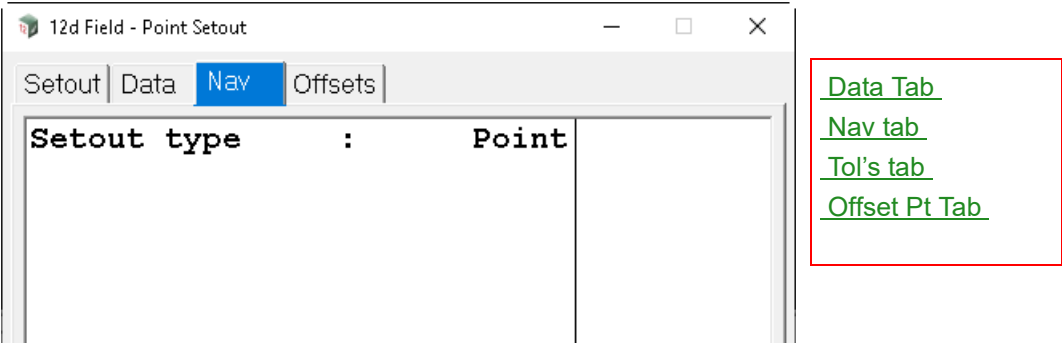 12d Field - Point Setout
Setout Data Nav Offsets
Setout type : Point
Data Tab
Nav tab
Tol's tab
Offset Pt Tab